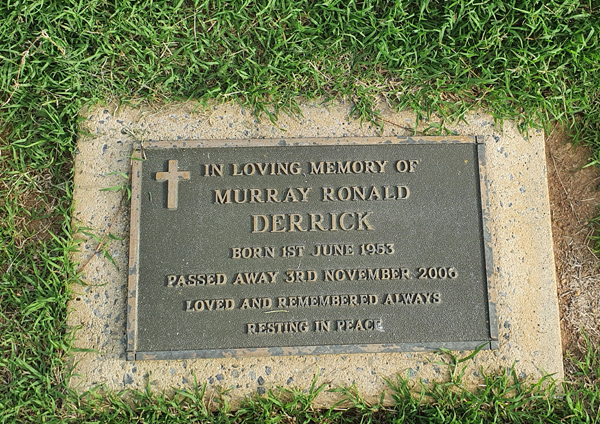 IN LOVING MEMORY OF
MURRAY RONALD
DERRICK
BORN 1ST JUNE 1953
PASSED AWAY 3RD NOVEMBER 2006
LOVED AND REMEMBERED ALWAYS
RESTING IN PEACE